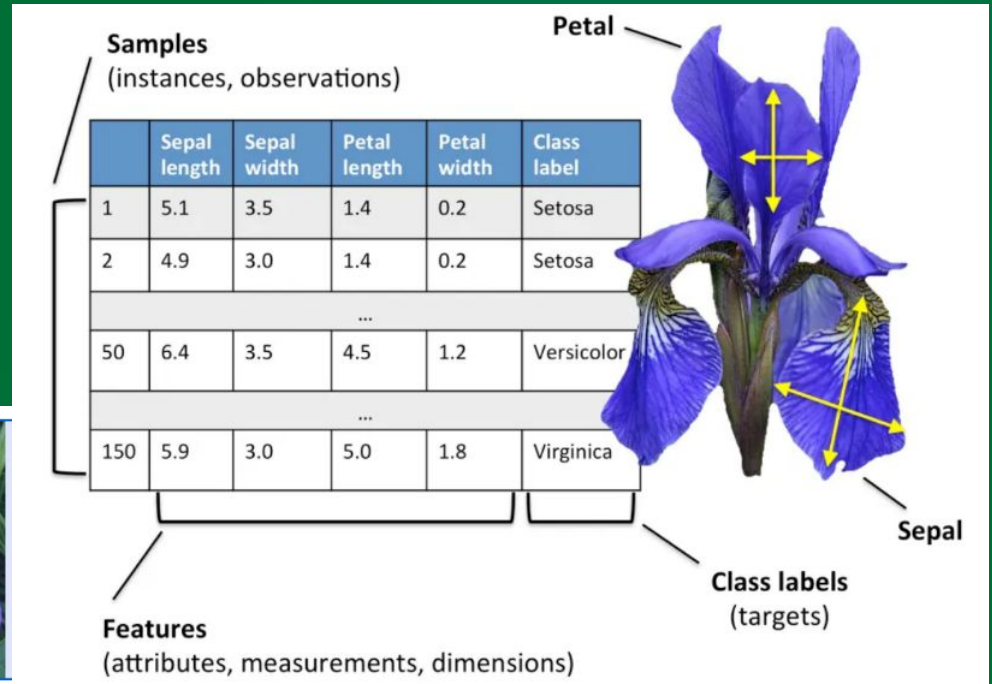 Samples
(instances, observations)
Petal
Sepal length Sepal width Petal length Petal width Class label
1 5.1 3.5 1.4 0.2 Setosa
2 4.9 3.0 1.4 0.2 Setosa
...
50 6.4 3.5 4.5 1.2 Versicolor
...
150 5.9 3.0 5.0 1.8 Virginica
Sepal
Class labels
(targets)
Features
(attributes, measurements, dimensions)